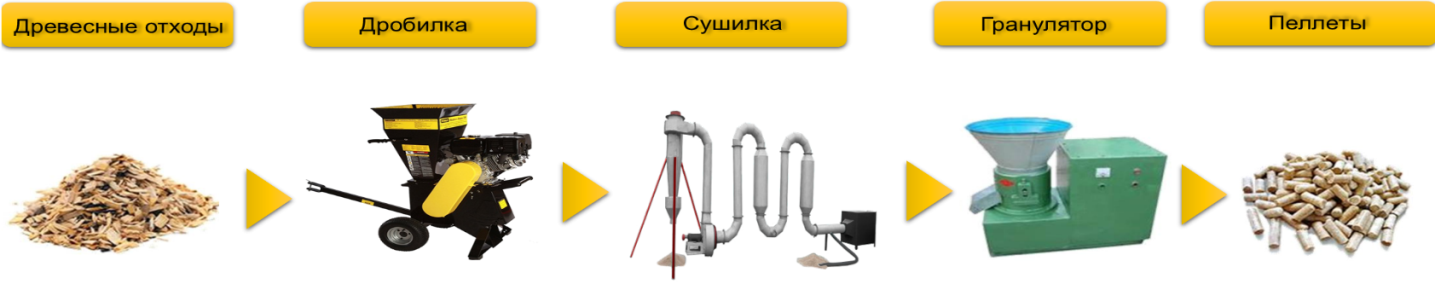 Древесные отходы
Дробилка
Сушилка
Гранулятор
Пеллеты